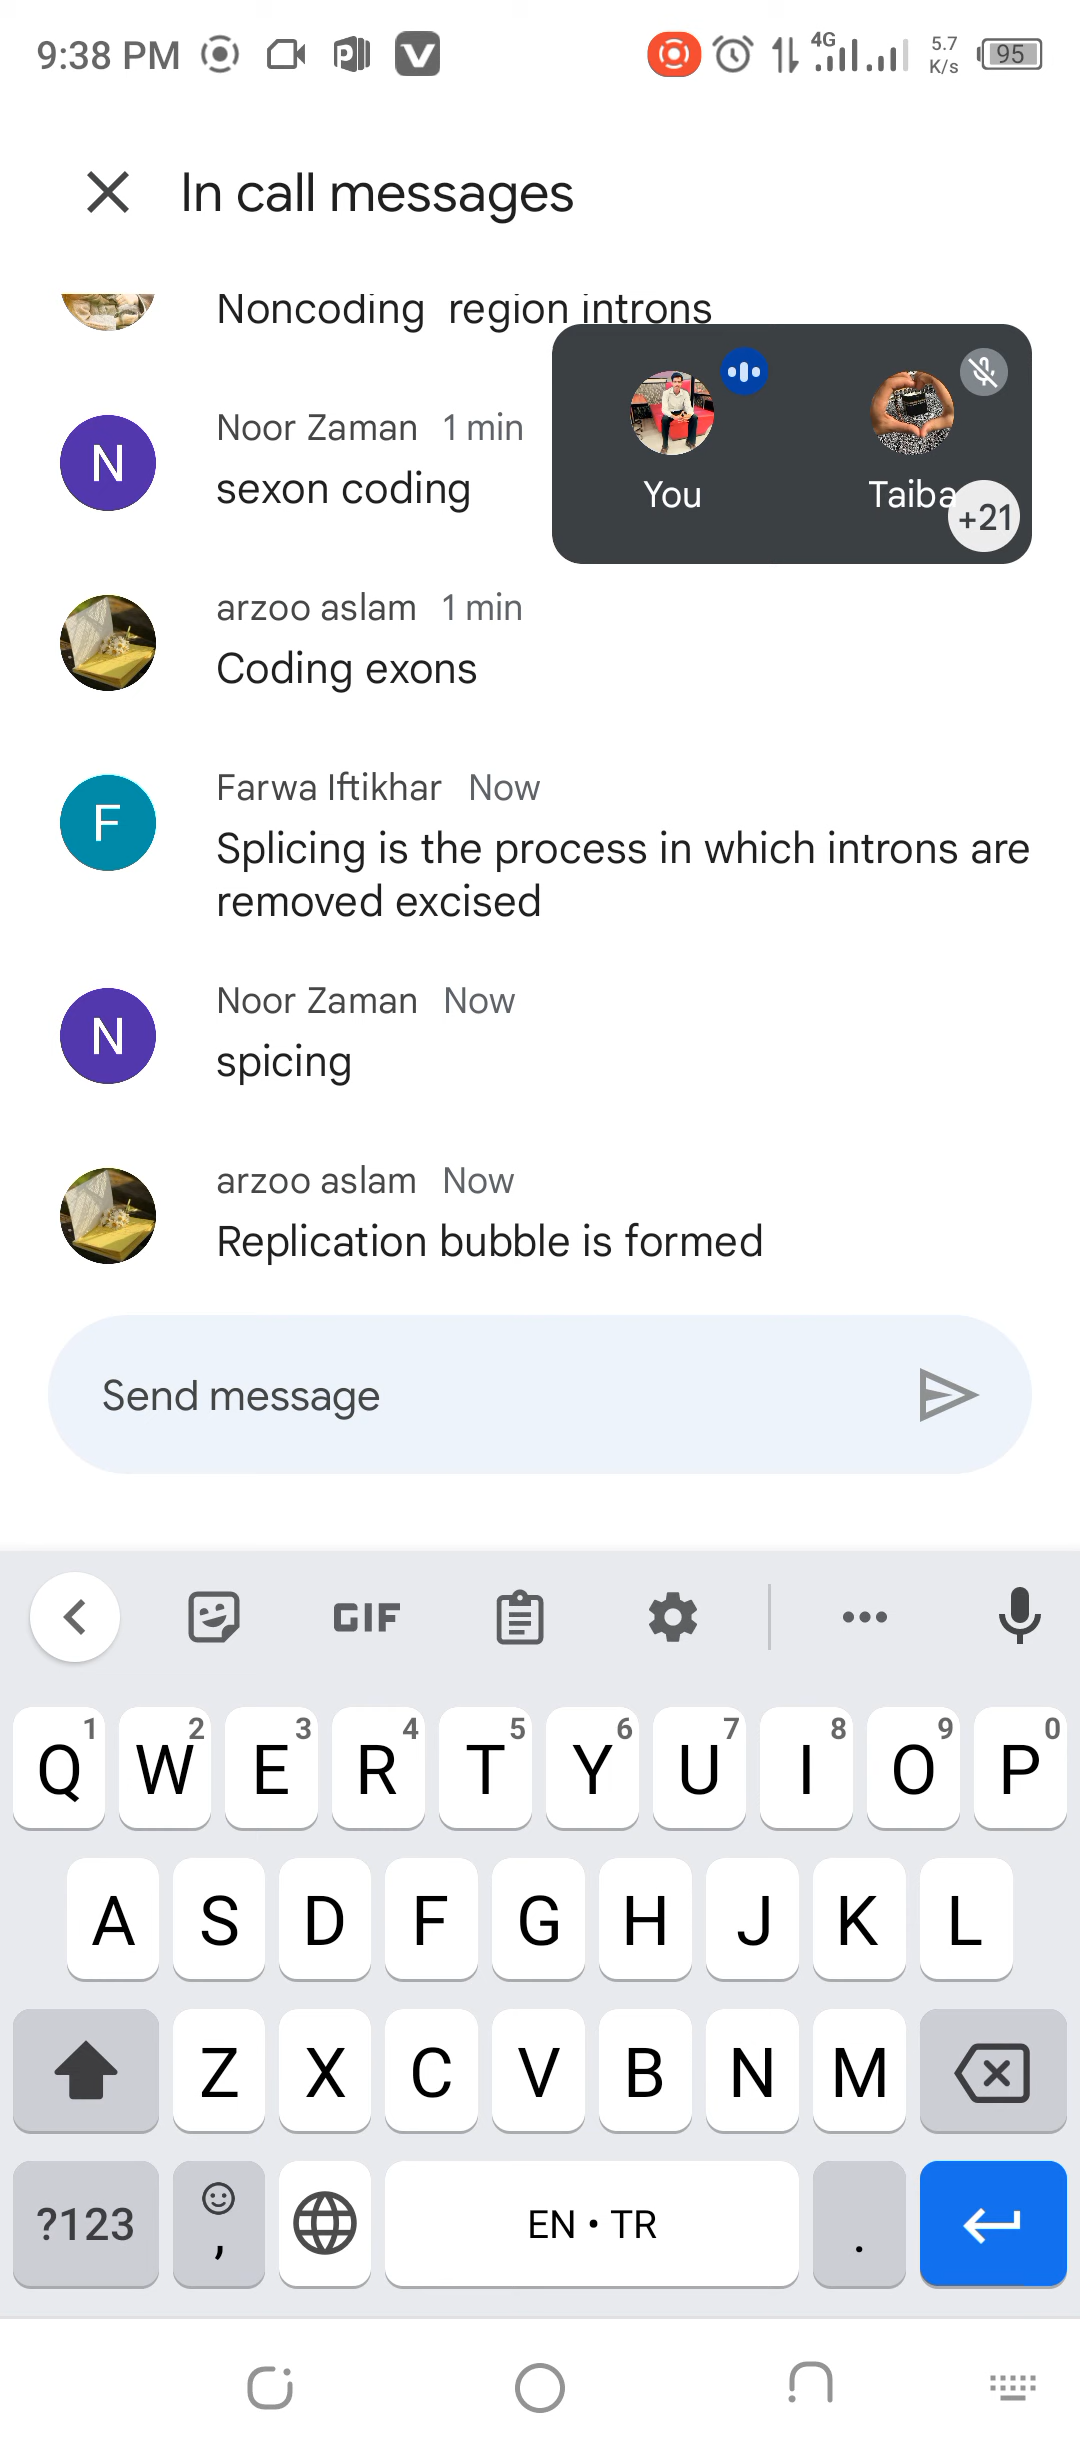 9:38 PM
4G
5.7
K/s
95
In call messages
Noncoding region introns
You
Taiba
+21
Noor Zaman 1 min
sexon coding
arzoo aslam 1 min
Coding exons
Farwa Iftikhar Now
Splicing is the process in which introns are
removed excised
Noor Zaman Now
spicing
arzoo aslam Now
Replication bubble is formed
Send message
GIF
1 2 3 4 5 6 7 8 9 0
Q W E R T Y U I O P
A S D F G H J K L
Z X C V B N M
?123 , EN • TR .